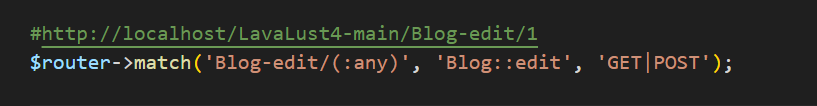 #http://localhost/LavaLust4-main/Blog-edit/1
$router->match('Blog-edit/(:any)', 'Blog::edit', 'GET|POST');